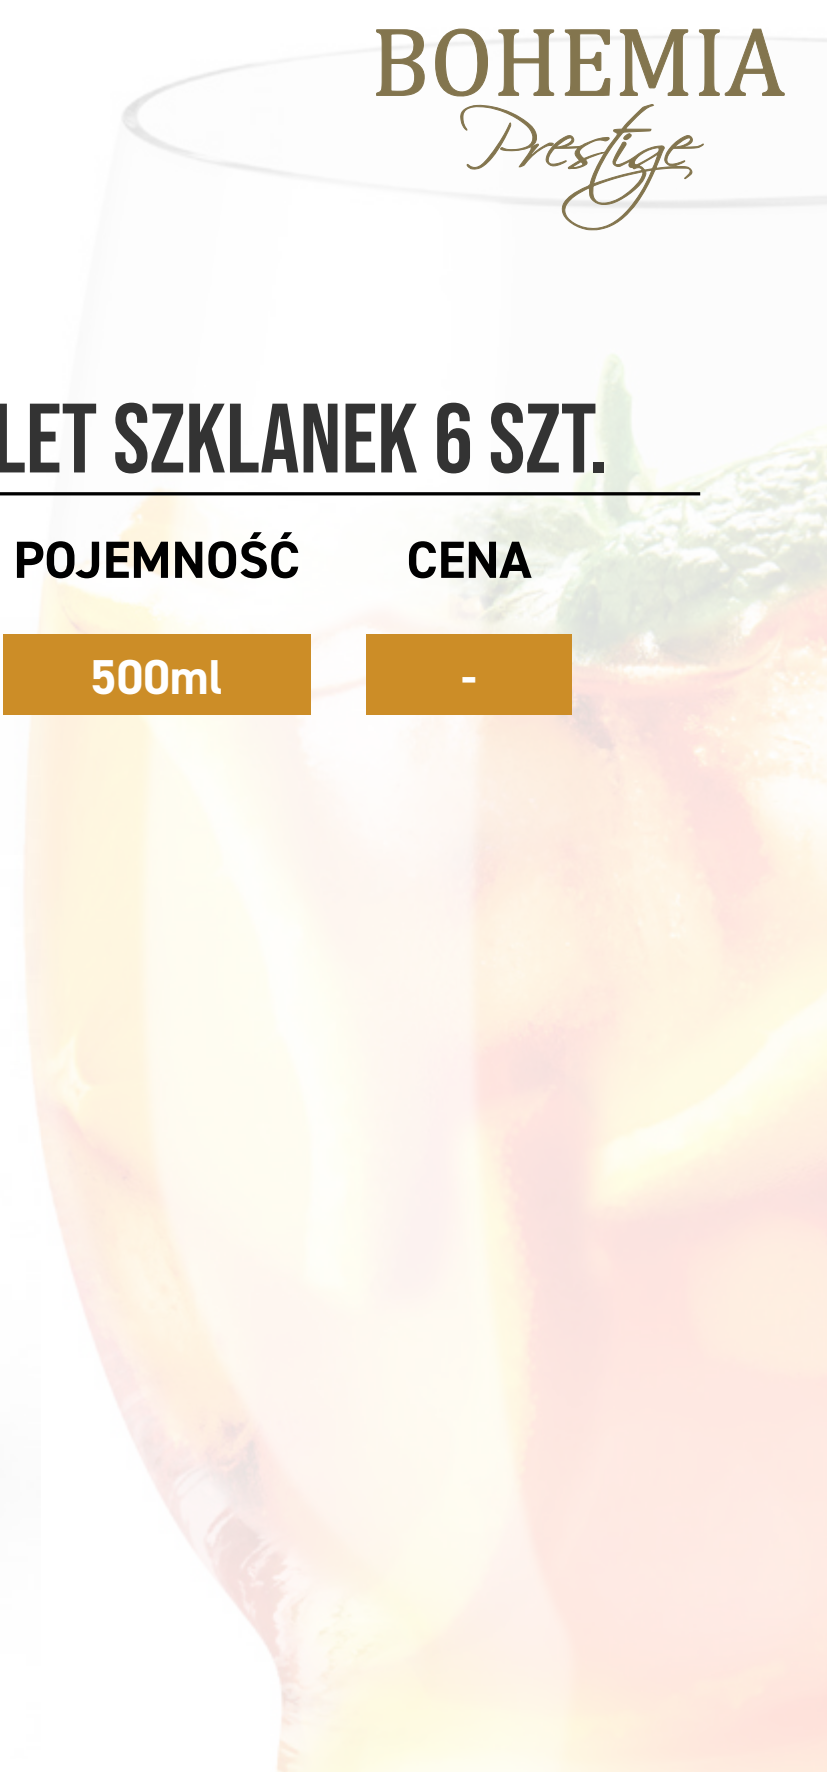 BOHEMIA
Prestige
LET SZKLANEK 6 SZT.
POJEMNOŚĆ CENA
500ml -